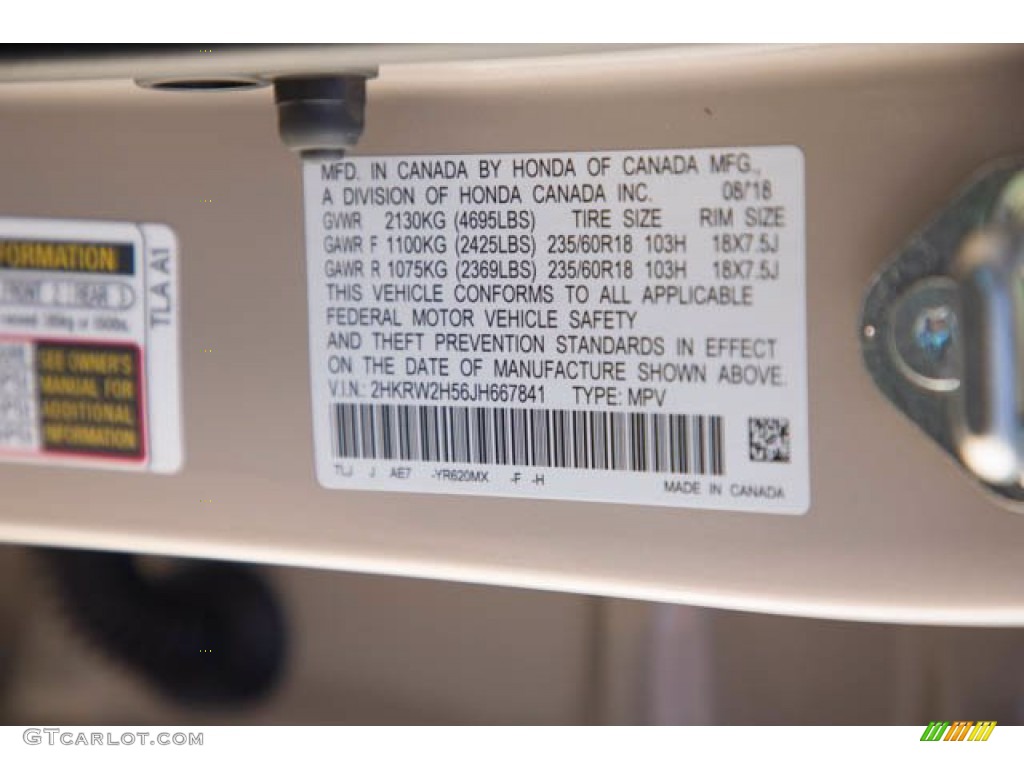 MFD. IN CANADA BY HONDA OF CANADA MFG.,
A DIVISION OF HONDA CANADA INC. 08/18
GVWR 2130KG (4695LBS) TIRE SIZE RIM SIZE
GAWR F 1100KG (2425LBS) 235/60R18 103H 18X7.5J
GAWR R 1075KG (2369LBS) 235/60R18 103H 18X7.5J
THIS VEHICLE CONFORMS TO ALL APPLICABLE
FEDERAL MOTOR VEHICLE SAFETY
AND THEFT PREVENTION STANDARDS IN EFFECT
ON THE DATE OF MANUFACTURE SHOWN ABOVE.
V.I.N.: 2HKRW2H56JH667841 TYPE: MPV
TLJ J AE7 -YR620MX -F -H
MADE IN CANADA
FORMATION
FRONT REAR
TLA A1
SEE OWNER'S
MANUAL FOR
ADDITIONAL
INFORMATION
GTCARLOT.COM